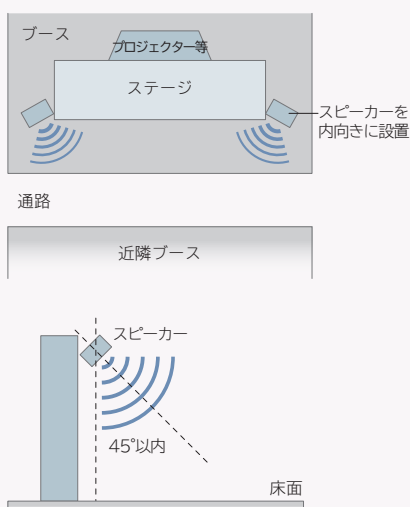 ブース
プロジェクター等
ステージ
スピーカーを
内向きに設置
通路
近隣ブース
スピーカー
45°以内
床面